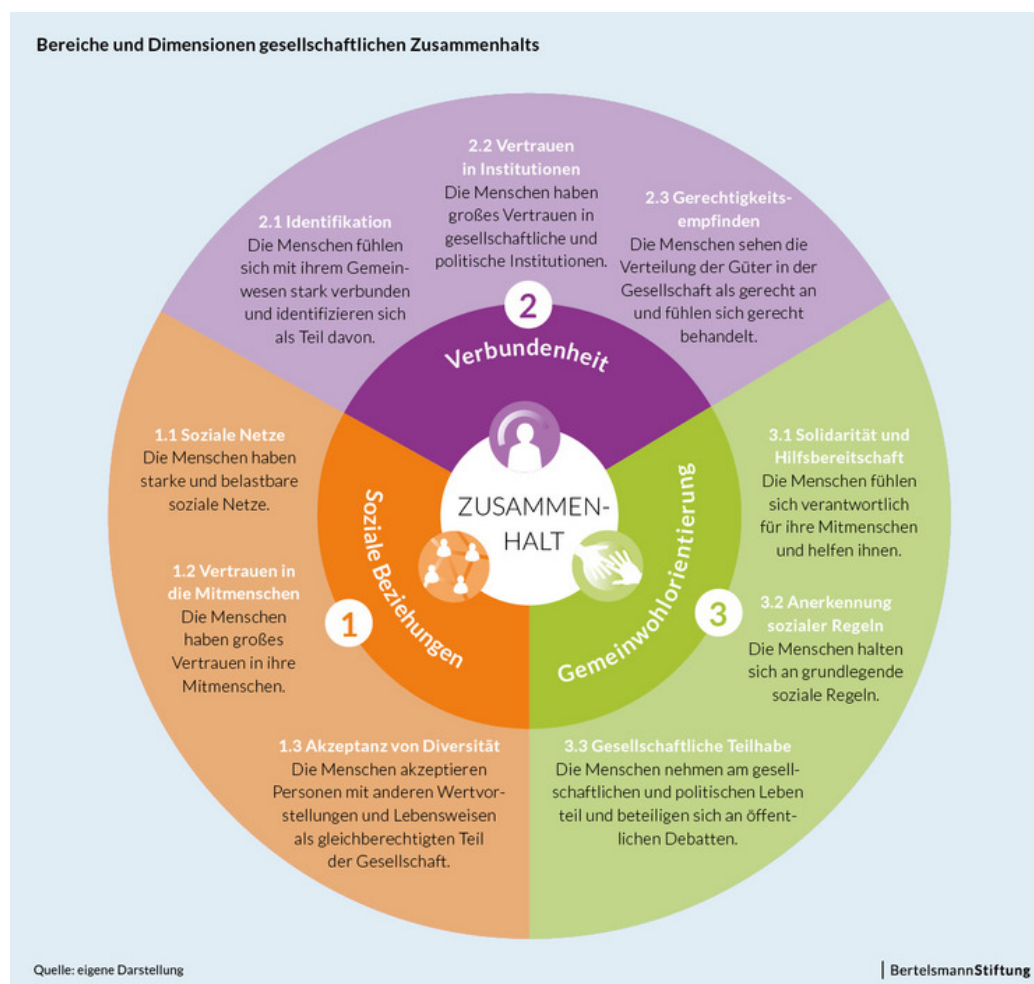 Bereiche und Dimensionen gesellschaftlichen Zusammenhalts
2.2 Vertrauen
in Institutionen
Die Menschen haben
großes Vertrauen in
gesellschaftliche und
politische Institutionen.
2.1 Identifikation
Die Menschen fühlen
sich mit ihrem Gemein-
wesen stark verbunden
und identifizieren sich
als Teil davon.
2.3 Gerechtigkeits-
empfinden
Die Menschen sehen die
Verteilung der Güter in der
Gesellschaft als gerecht an
und fühlen sich gerecht
behandelt.
2
Verbundenheit
1.1 Soziale Netze
Die Menschen haben
starke und belastbare
soziale Netze.
1.2 Vertrauen in
die Mitmenschen
Die Menschen
haben großes
Vertrauen in ihre
Mitmenschen.
1
Soziale Beziehungen
ZUSAMMEN-
HALT
Gemeinwohlorientierung
3
3.1 Solidarität und
Hilfsbereitschaft
Die Menschen fühlen
sich verantwortlich
für ihre Mitmenschen
und helfen ihnen.
3.2 Anerkennung
sozialer Regeln
Die Menschen halten
sich an grundlegende
soziale Regeln.
1.3 Akzeptanz von Diversität
Die Menschen akzeptieren
Personen mit anderen Wertvor-
stellungen und Lebensweisen
als gleichberechtigten Teil
der Gesellschaft.
3.3 Gesellschaftliche Teilhabe
Die Menschen nehmen am gesell-
schaftlichen und politischen Leben
teil und beteiligen sich an öffent-
lichen Debatten.
Quelle: eigene Darstellung
BertelsmannStiftung